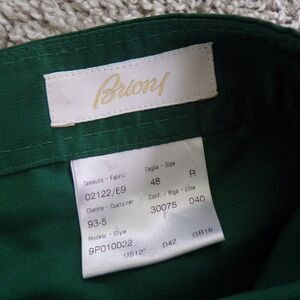 Brioni
Tessuto - Fabric Taglia - Size
02122/69 48 R
Cliente - Customer Conf. / Riga - Line
93-5 30075 040
Modello - Style
9P010022
US12" D42 GB16